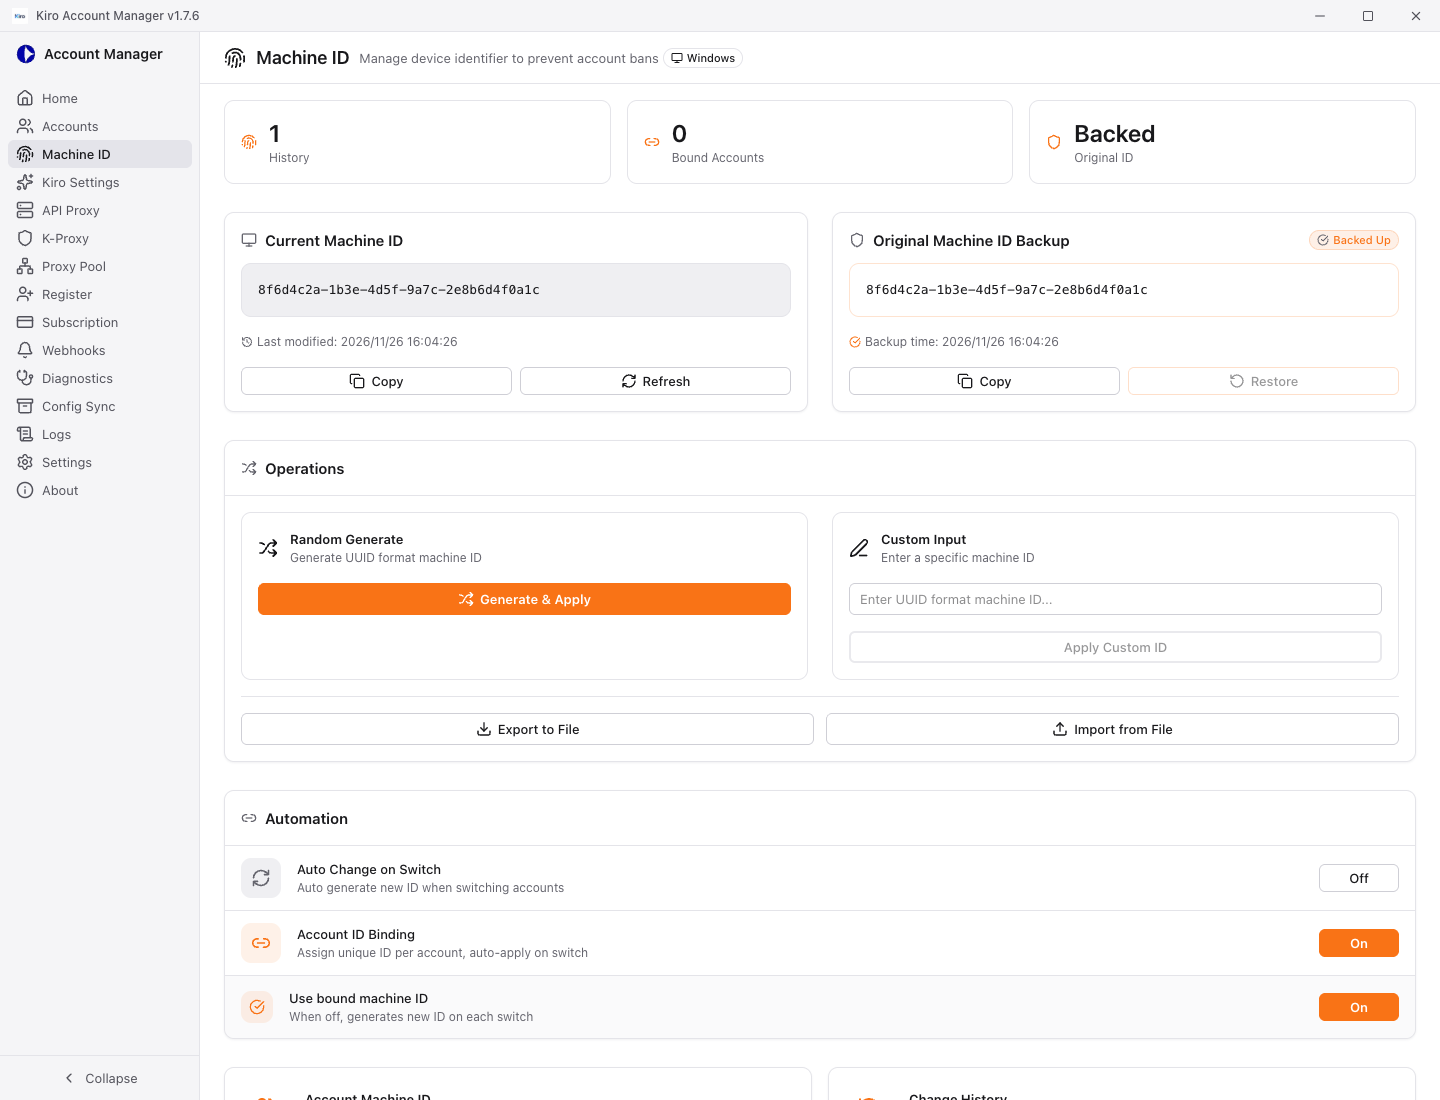 Kiro Account Manager v1.7.6
Account Manager
Home
Accounts
Machine ID
Kiro Settings
API Proxy
K-Proxy
Proxy Pool
Register
Subscription
Webhooks
Diagnostics
Config Sync
Logs
Settings
About
Collapse
Machine ID Manage device identifier to prevent account bans Windows
1
History
0
Bound Accounts
Backed
Original ID
Current Machine ID
8f6d4c2a-1b3e-4d5f-9a7c-2e8b6d4f0a1c
Last modified: 2026/11/26 16:04:26
Copy
Refresh
Original Machine ID Backup
Backed Up
8f6d4c2a-1b3e-4d5f-9a7c-2e8b6d4f0a1c
Backup time: 2026/11/26 16:04:26
Copy
Restore
Operations
Random Generate
Generate UUID format machine ID
Generate & Apply
Custom Input
Enter a specific machine ID
Enter UUID format machine ID...
Apply Custom ID
Export to File
Import from File
Automation
Auto Change on Switch
Auto generate new ID when switching accounts
Off
Account ID Binding
Assign unique ID per account, auto-apply on switch
On
Use bound machine ID
When off, generates new ID on each switch
On
Account Machine ID
Change History